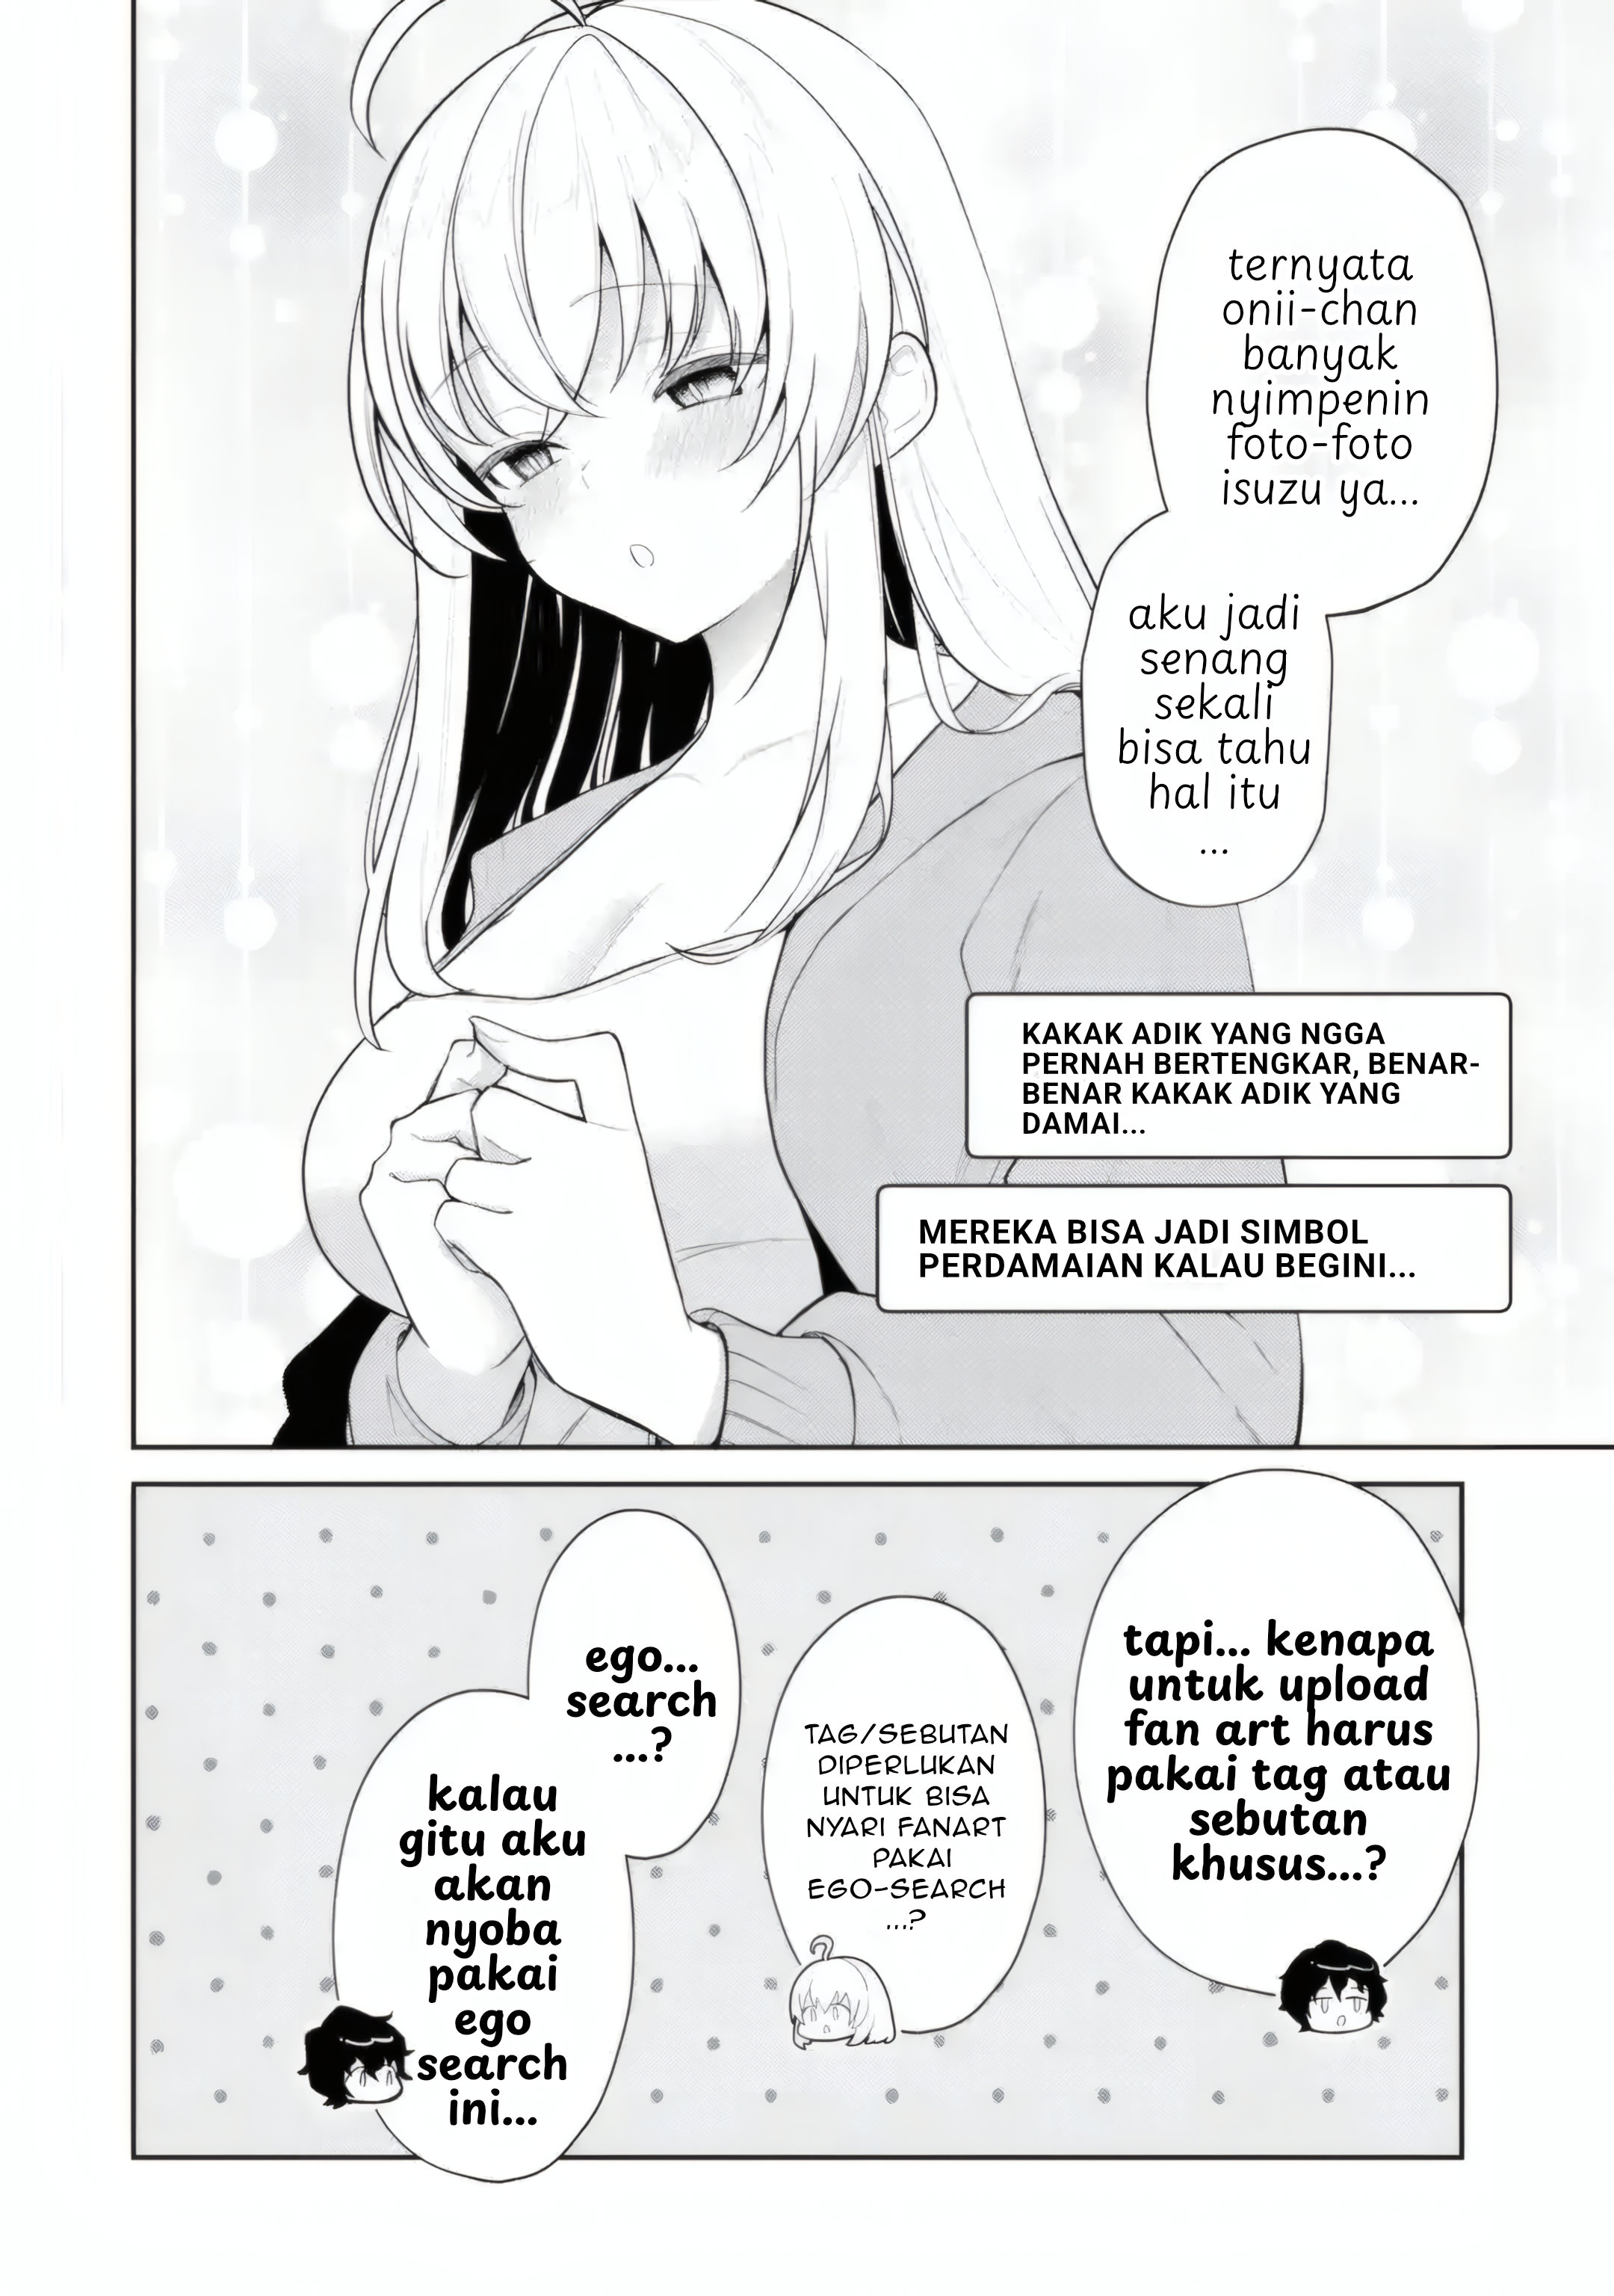 ternyata
onii-chan
banyak
nyimpenin
foto-foto
isuzu ya...
aku jadi
senang
sekali
bisa tahu
hal itu
...
KAKAK ADIK YANG NGGA
PERNAH BERTENGKAR, BENAR-
BENAR KAKAK ADIK YANG
DAMAI...
MEREKA BISA JADI SIMBOL
PERDAMAIAN KALAU BEGINI...
tapi... kenapa
untuk upload
fan art harus
pakai tag atau
sebutan
khusus...?
TAG/SEBUTAN
DIPERLUKAN
UNTUK BISA
NYARI FANART
PAKAI
EGO-SEARCH
...?
ego...
search
...?
kalau
gitu aku
akan
nyoba
pakai
ego
search
ini...